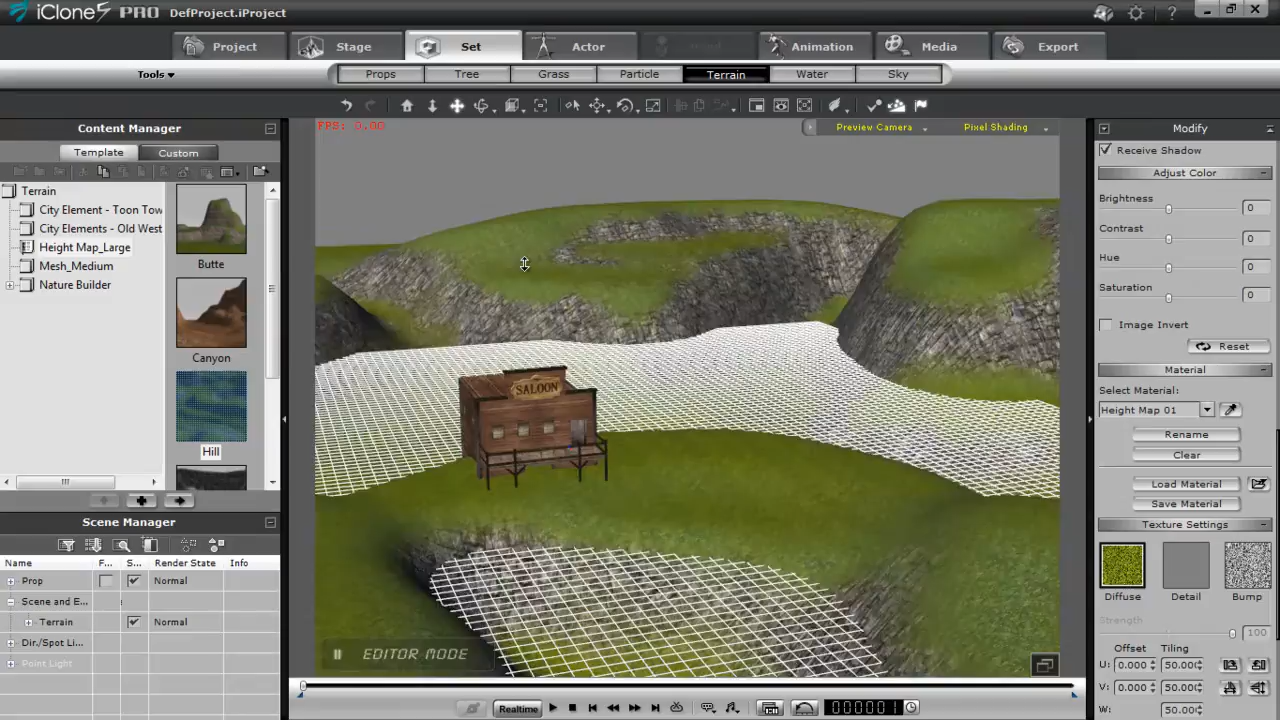 iClone5 PRO DefProject.iProject
Project Stage Set Actor Animation Media Export
Tools Props Tree Grass Particle Terrain Water Sky
Content Manager
Template Custom
Terrain
City Element - Toon Tow
City Elements - Old West
Height Map_Large
Mesh_Medium
Nature Builder
Butte
Canyon
Hill
Scene Manager
Name F... S... Render State Info
Prop Normal
Scene and E...
Terrain Normal
Dir./Spot Li...
Point Light
FPS: 0.00
Preview Camera Pixel Shading
SALOON
EDITOR MODE
Realtime 0000001
Modify
Receive Shadow
Adjust Color
Brightness 0
Contrast 0
Hue 0
Saturation 0
Image Invert
Reset
Material
Select Material:
Height Map 01
Rename
Clear
Load Material
Save Material
Texture Settings
Diffuse Detail Bump
Strength 100
Offset Tiling
U: 0.000 50.00
V: 0.000 50.00
W: 50.00